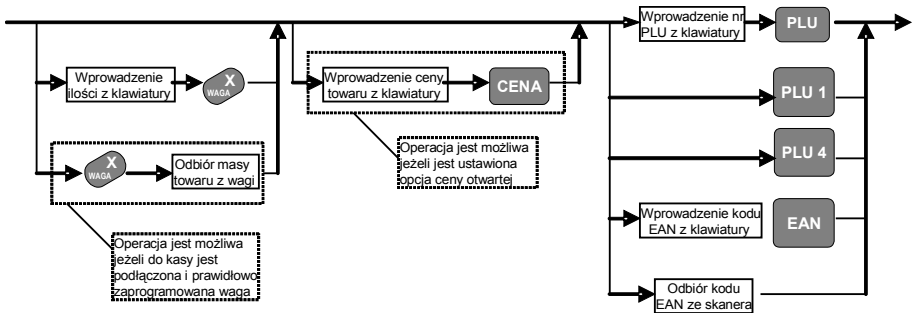 Wprowadzenie nr
PLU z klawiatury
PLU
Wprowadzenie
ilości z klawiatury
X
WAGA
Wprowadzenie ceny
towaru z klawiatury
CENA
PLU 1
Operacja jest możliwa
jeżeli jest ustawiona
opcja ceny otwartej
PLU 4
X
WAGA
Odbiór masy
towaru z wagi
Wprowadzenie kodu
EAN z klawiatury
EAN
Operacja jest możliwa
jeżeli do kasy jest
podłączona i prawidłowo
zaprogramowana waga
Odbiór kodu
EAN ze skanera